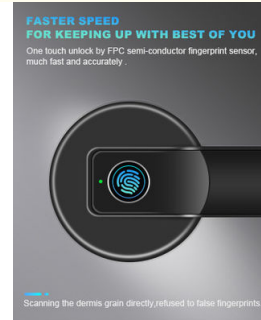 FASTER SPEED
FOR KEEPING UP WITH BEST OF YOU
One touch unlock by FPC semi-conductor fingerprint sensor,
much fast and accurately .
Scanning the dermis grain directly,refused to false fingerprints